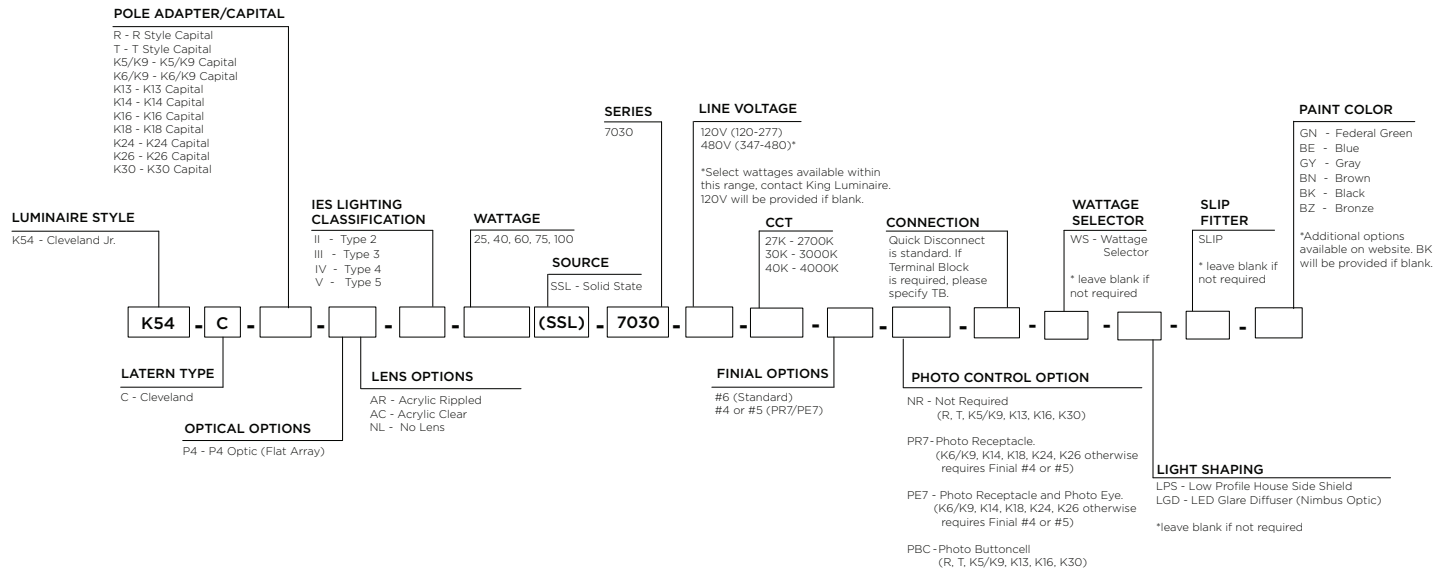 POLE ADAPTER/CAPITAL
R - R Style Capital
T - T Style Capital
K5/K9 - K5/K9 Capital
K6/K9 - K6/K9 Capital
K13 - K13 Capital
K14 - K14 Capital
K16 - K16 Capital
K18 - K18 Capital
K24 - K24 Capital
K26 - K26 Capital
K30 - K30 Capital
SERIES
7030
LINE VOLTAGE
120V (120-277)
480V (347-480)*
*Select wattages available within
this range, contact King Luminaire.
120V will be provided if blank.
PAINT COLOR
GN - Federal Green
BE - Blue
GY - Gray
BN - Brown
BK - Black
BZ - Bronze
*Additional options
available on website. BK
will be provided if blank.
LUMINAIRE STYLE
K54 - Cleveland Jr.
IES LIGHTING
CLASSIFICATION
II - Type 2
III - Type 3
IV - Type 4
V - Type 5
WATTAGE
25, 40, 60, 75, 100
SOURCE
SSL - Solid State
CCT
27K - 2700K
30K - 3000K
40K - 4000K
CONNECTION
Quick Disconnect
is standard. If
Terminal Block
is required, please
specify TB.
WATTAGE
SELECTOR
WS - Wattage
Selector
* leave blank if
not required
SLIP
FITTER
SLIP
* leave blank if
not required
K54 - C - - - - (SSL) - 7030 - - - - - - - - -
LATERN TYPE
C - Cleveland
OPTICAL OPTIONS
P4 - P4 Optic (Flat Array)
LENS OPTIONS
AR - Acrylic Rippled
AC - Acrylic Clear
NL - No Lens
FINIAL OPTIONS
#6 (Standard)
#4 or #5 (PR7/PE7)
PHOTO CONTROL OPTION
NR - Not Required
(R, T, K5/K9, K13, K16, K30)
PR7-Photo Receptacle.
(K6/K9, K14, K18, K24, K26 otherwise
requires Finial #4 or #5)
PE7 - Photo Receptacle and Photo Eye.
(K6/K9, K14, K18, K24, K26 otherwise
requires Finial #4 or #5)
PBC -Photo Buttoncell
(R, T, K5/K9, K13, K16, K30)
LIGHT SHAPING
LPS - Low Profile House Side Shield
LGD - LED Glare Diffuser (Nimbus Optic)
*leave blank if not required